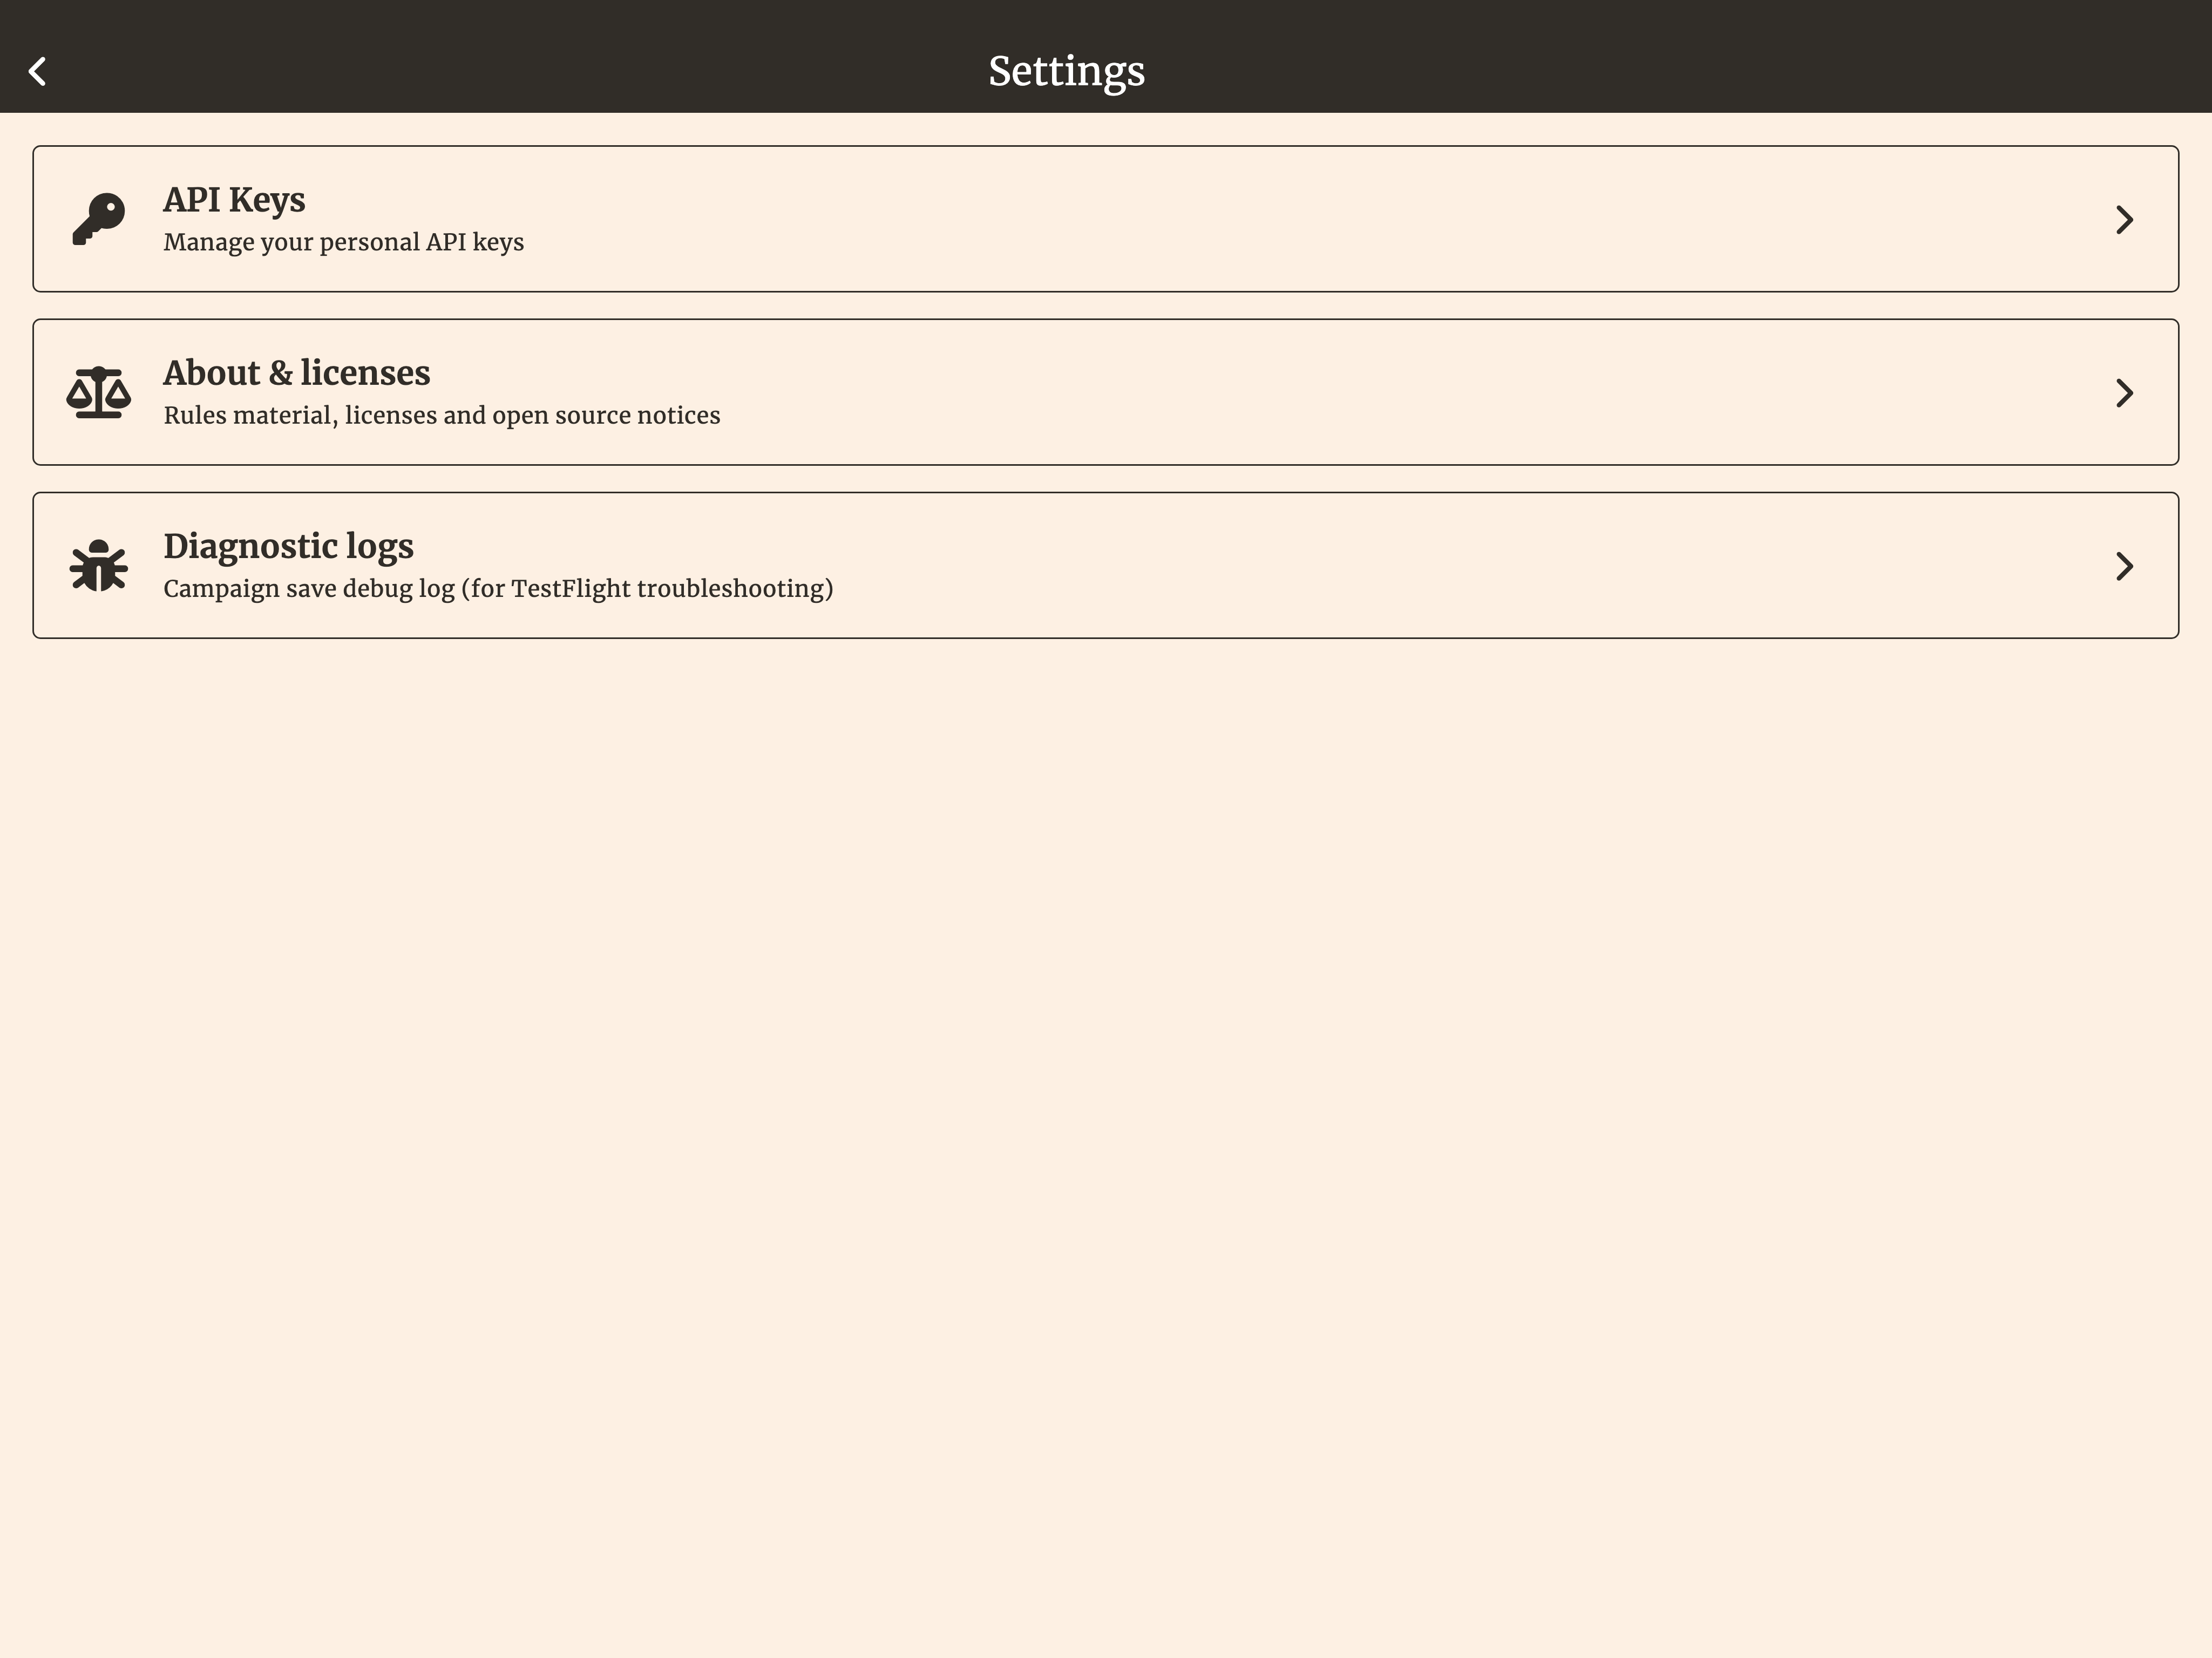 Settings
API Keys
Manage your personal API keys
About & licenses
Rules material, licenses and open source notices
Diagnostic logs
Campaign save debug log (for TestFlight troubleshooting)